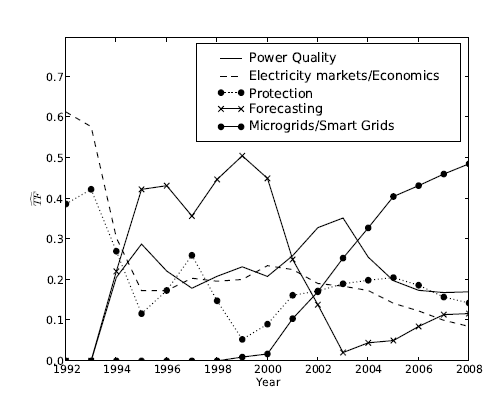 Power Quality
Electricity markets/Economics
Protection
Forecasting
Microgrids/Smart Grids
0.7
0.6
0.5
0.4
0.3
0.2
0.1
0.0
TF
1992 1994 1996 1998 2000 2002 2004 2006 2008
Year